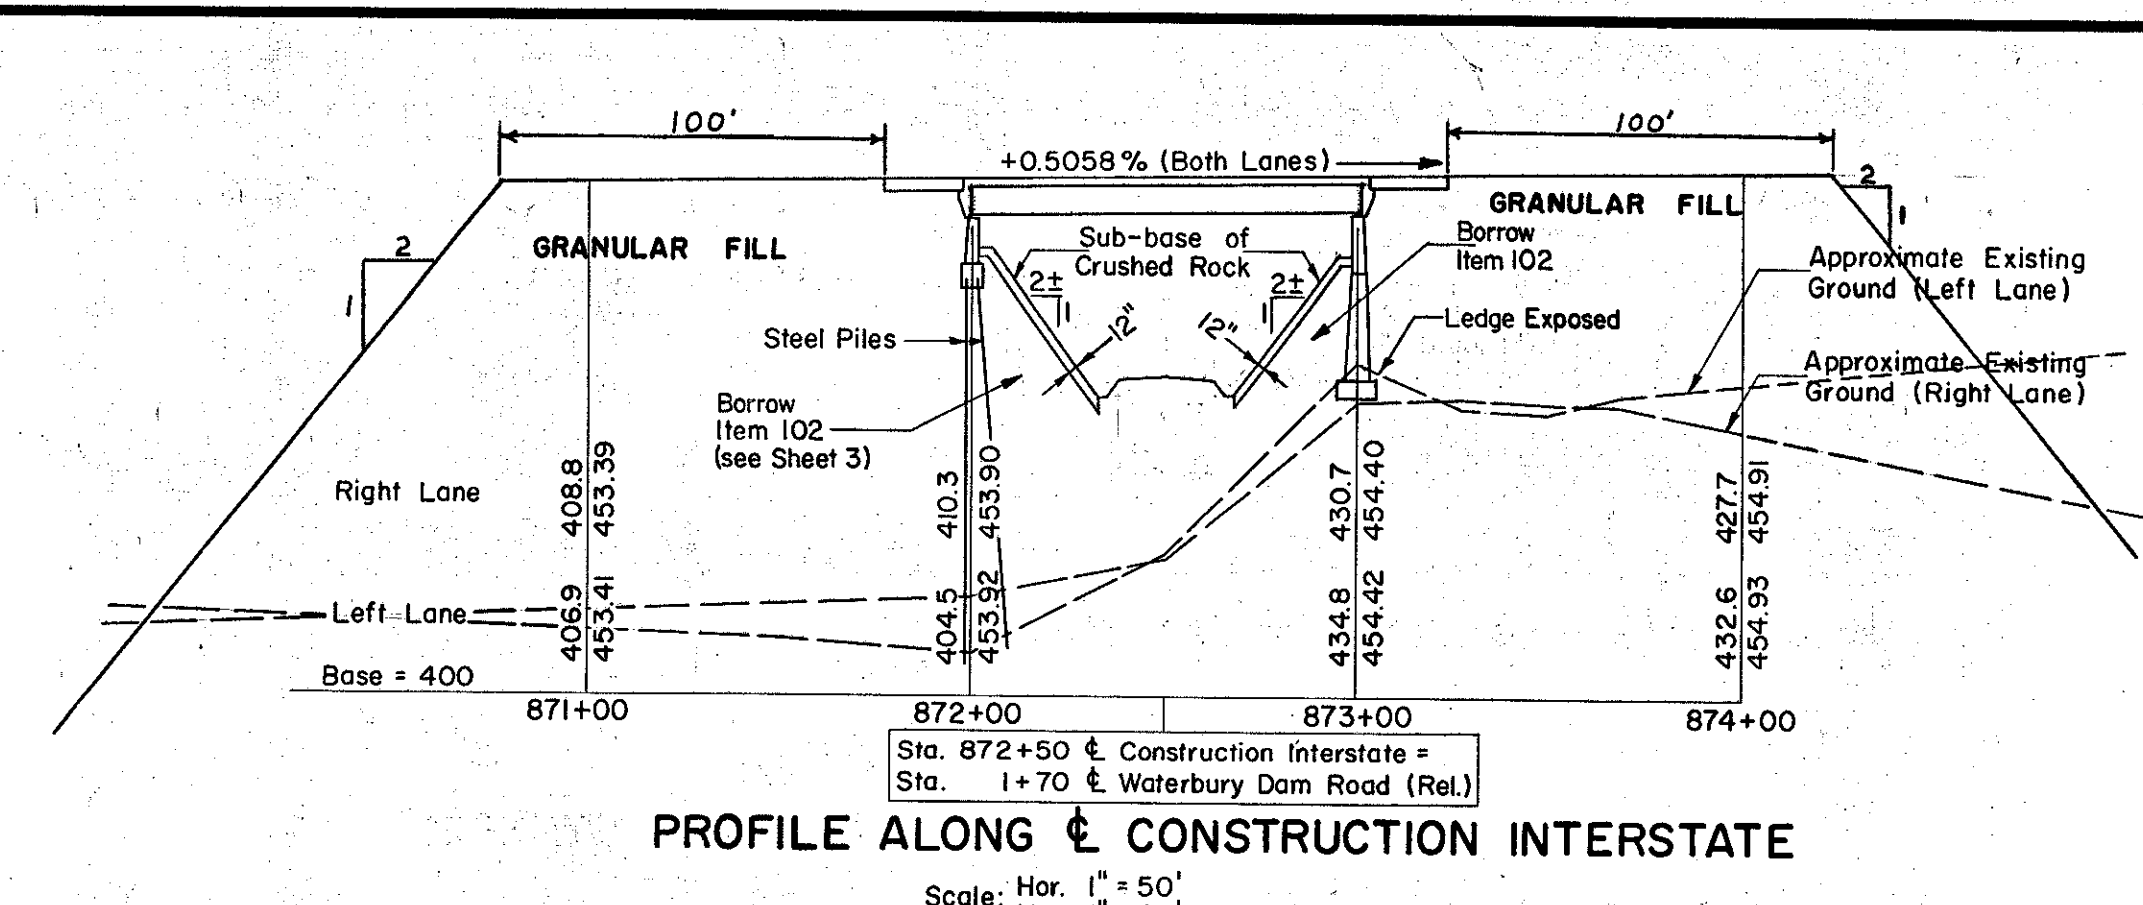 100'
100'
+0.5058% (Both Lanes)
2
1
GRANULAR FILL
GRANULAR FILL
2
1
Sub-base of
Crushed Rock
Borrow
Item 102
2±
1
2±
1
12"
12"
Approximate Existing
Ground (Left Lane)
Ledge Exposed
Steel Piles
Approximate Existing
Ground (Right Lane)
Borrow
Item 102
(see Sheet 3)
Right Lane
408.8
453.39
410.3
453.90
430.7
454.40
427.7
454.91
Left Lane
406.9
453.41
404.5
453.92
434.8
454.42
432.6
454.93
Base = 400
871+00
872+00
873+00
874+00
Sta. 872+50 ℄ Construction Interstate =
Sta. 1+70 ℄ Waterbury Dam Road (Rel.)
PROFILE ALONG ℄ CONSTRUCTION INTERSTATE
Scale: Hor. 1" = 50'